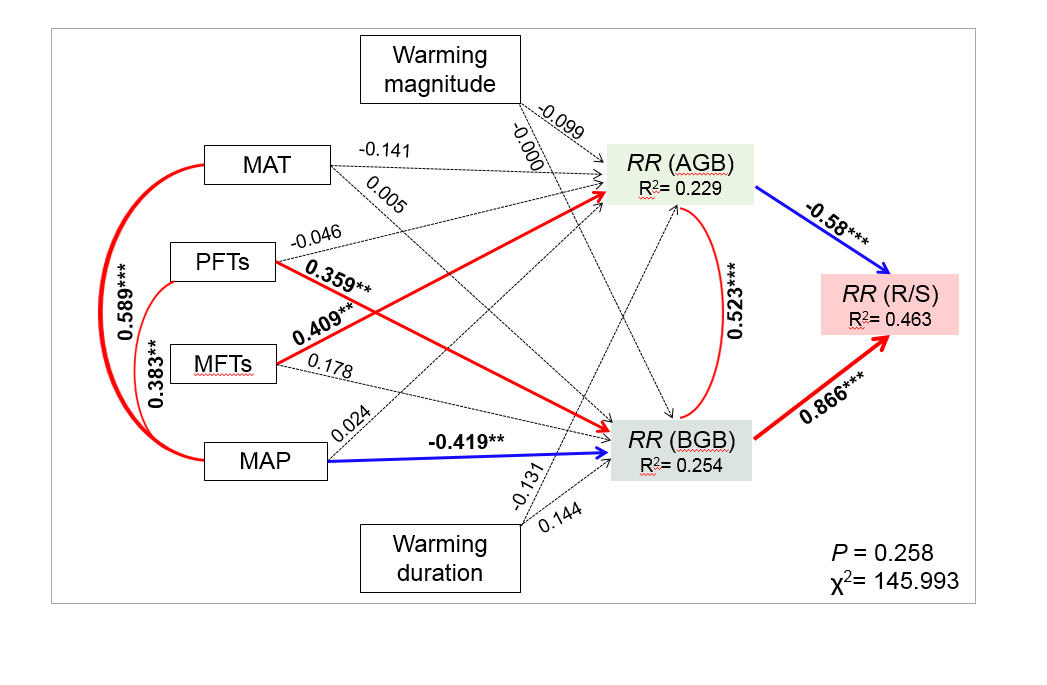 Warming
magnitude
-0.099
-0.000
MAT
-0.141
0.005
RR (AGB)
R²= 0.229
-0.58***
PFTs
-0.046
0.359**
0.589***
0.383**
0.409**
0.523***
RR (R/S)
R²= 0.463
MFTs
0.178
0.866***
0.024
MAP
-0.419**
RR (BGB)
R²= 0.254
-0.131
0.144
Warming
duration
P = 0.258
χ²= 145.993